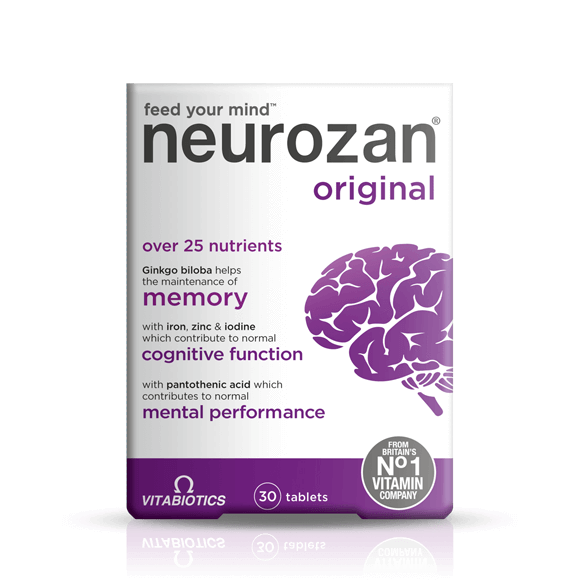 feed your mind™
neurozan®
original
over 25 nutrients
Ginkgo biloba helps
the maintenance of
memory
with iron, zinc & iodine
which contribute to normal
cognitive function
with pantothenic acid which
contributes to normal
mental performance
FROM
BRITAIN'S
Nº1
VITAMIN
COMPANY
Ω
VITABIOTICS
30 tablets